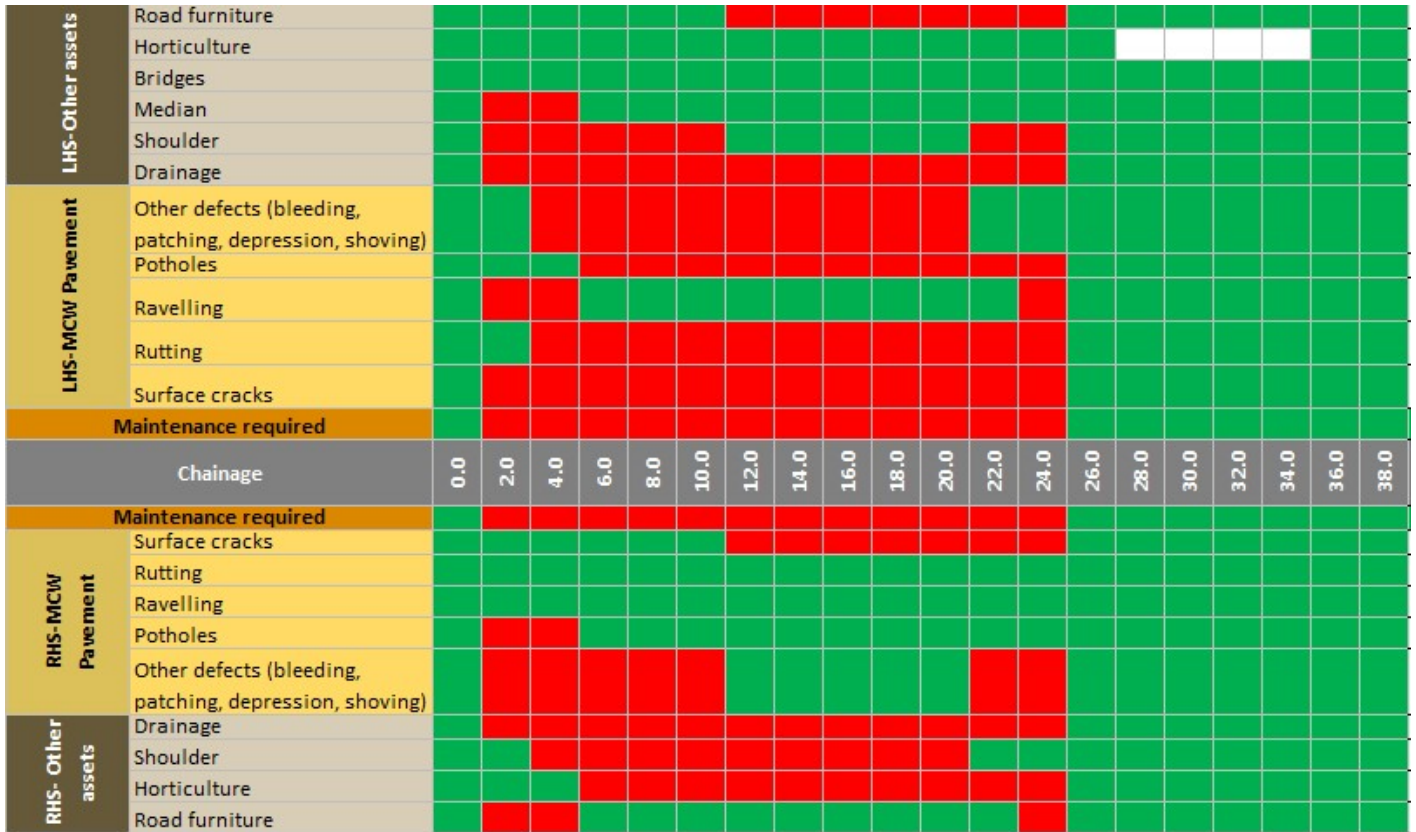 LHS-Other assets
Road furniture
Horticulture
Bridges
Median
Shoulder
Drainage
LHS-MCW Pavement
Other defects (bleeding,
patching, depression, shoving)
Potholes
Ravelling
Rutting
Surface cracks
Maintenance required
Chainage 0.0 2.0 4.0 6.0 8.0 10.0 12.0 14.0 16.0 18.0 20.0 22.0 24.0 26.0 28.0 30.0 32.0 34.0 36.0 38.0
Maintenance required
RHS-MCW
Pavement
Surface cracks
Rutting
Ravelling
Potholes
Other defects (bleeding,
patching, depression, shoving)
RHS- Other
assets
Drainage
Shoulder
Horticulture
Road furniture